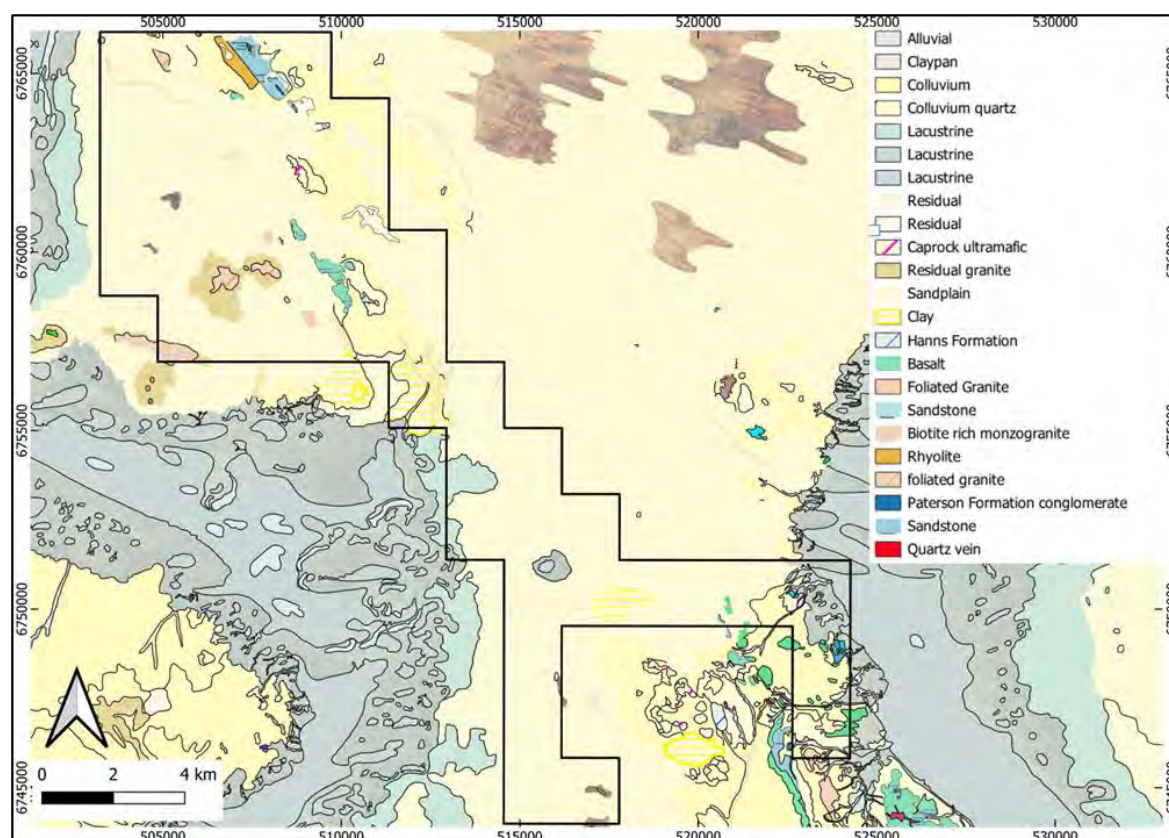 505000 510000 515000 520000 525000 530000
6765000
6760000
6755000
6750000
6745000
Alluvial
Claypan
Colluvium
Colluvium quartz
Lacustrine
Lacustrine
Lacustrine
Residual
Residual
Caprock ultramafic
Residual granite
Sandplain
Clay
Hanns Formation
Basalt
Foliated Granite
Sandstone
Biotite rich monzogranite
Rhyolite
foliated granite
Paterson Formation conglomerate
Sandstone
Quartz vein
6760000
0 2 4 km
505000 510000 515000 520000 525000 530000